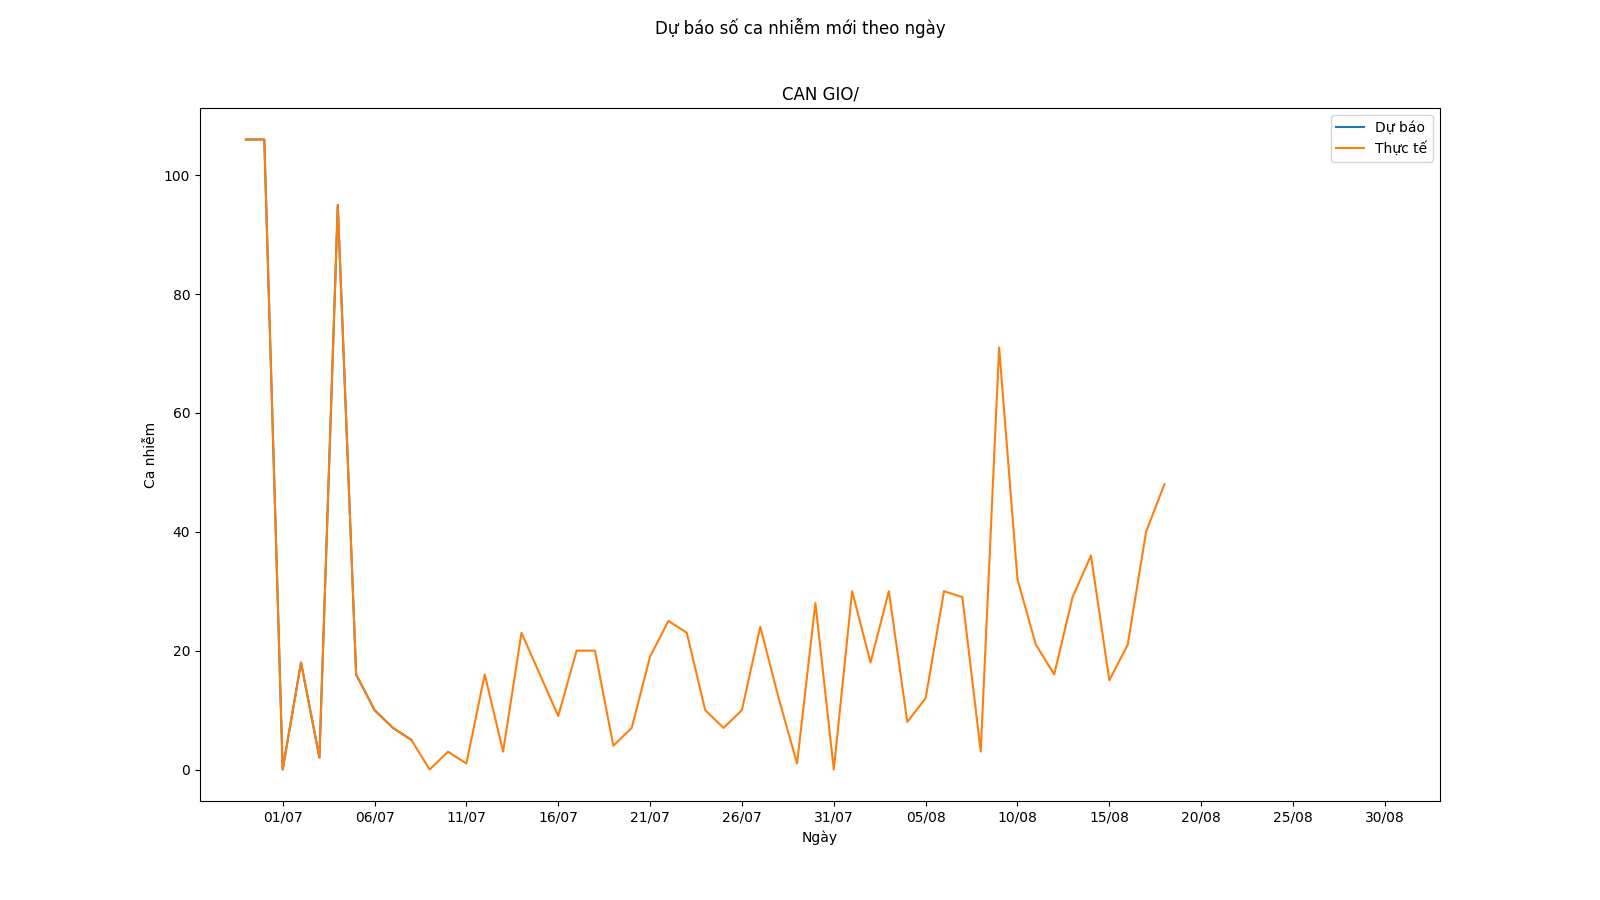 Dự báo số ca nhiễm mới theo ngày
CAN GIO/
Dự báo
Thực tế
Ca nhiễm
100
80
60
40
20
0
01/07 06/07 11/07 16/07 21/07 26/07 31/07 05/08 10/08 15/08 20/08 25/08 30/08
Ngày